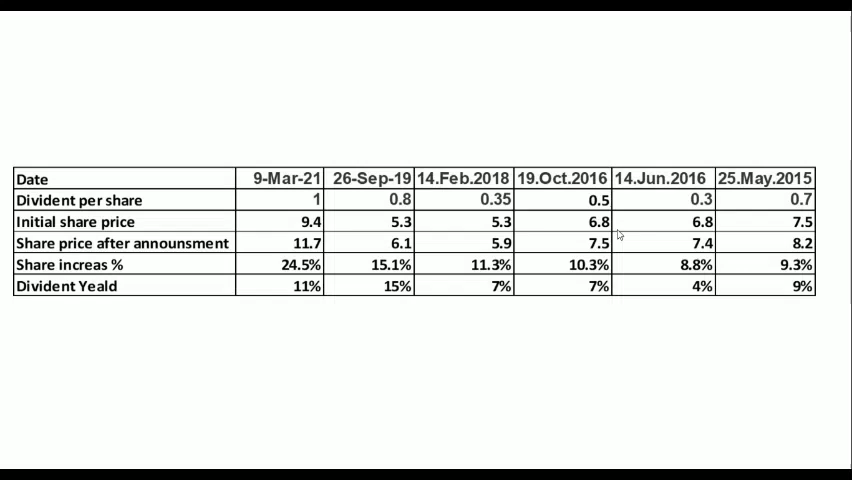 Date 9-Mar-21 26-Sep-19 14.Feb.2018 19.Oct.2016 14.Jun.2016 25.May.2015
Divident per share 1 0.8 0.35 0.5 0.3 0.7
Initial share price 9.4 5.3 5.3 6.8 6.8 7.5
Share price after announsment 11.7 6.1 5.9 7.5 7.4 8.2
Share increas % 24.5% 15.1% 11.3% 10.3% 8.8% 9.3%
Divident Yeald 11% 15% 7% 7% 4% 9%